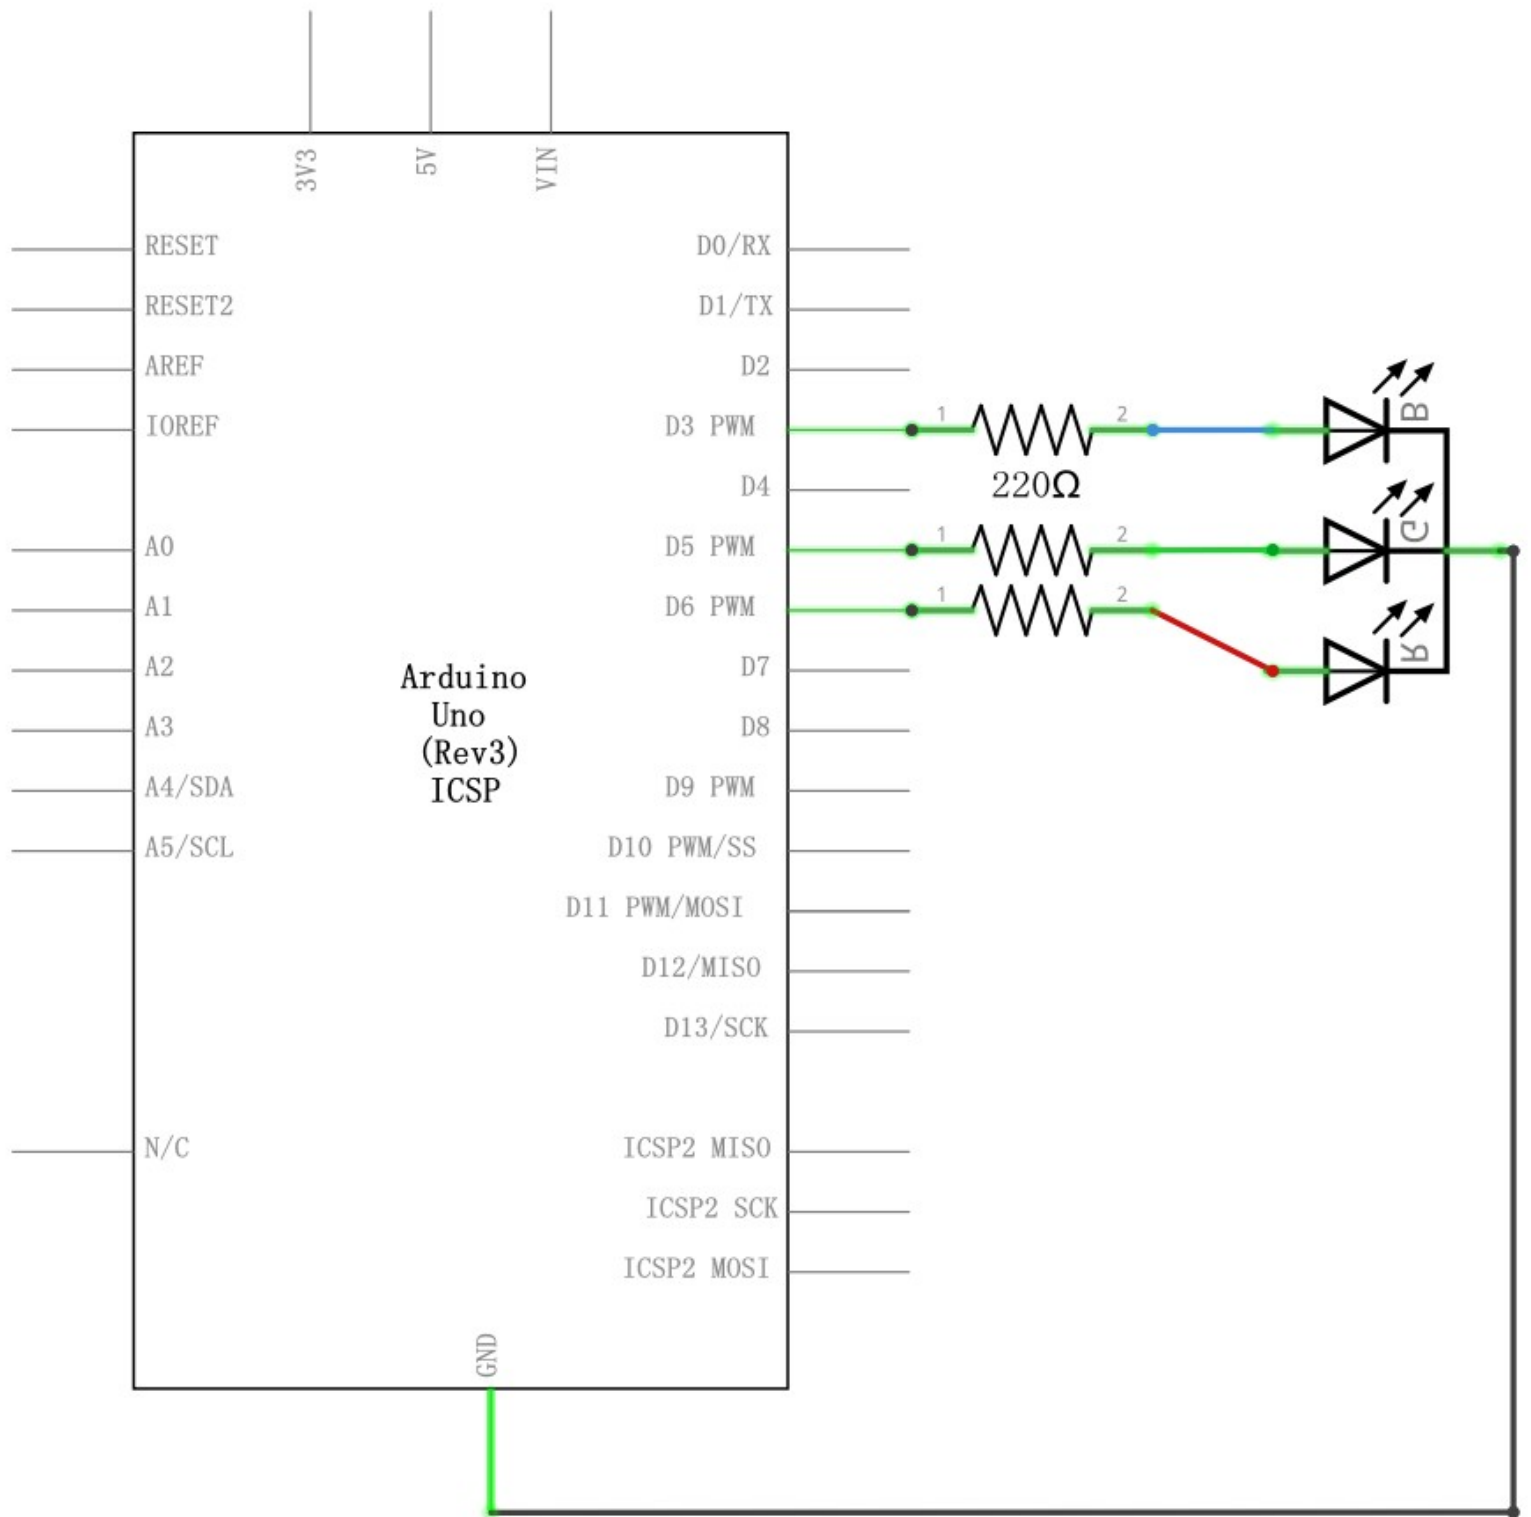 3V3
5V
VIN
RESET
RESET2
AREF
IOREF
A0
A1
A2
A3
A4/SDA
A5/SCL
N/C
Arduino
Uno
(Rev3)
ICSP
D0/RX
D1/TX
D2
D3 PWM
D4
D5 PWM
D6 PWM
D7
D8
D9 PWM
D10 PWM/SS
D11 PWM/MOSI
D12/MISO
D13/SCK
ICSP2 MISO
ICSP2 SCK
ICSP2 MOSI
GND
1
2
220Ω
1
2
1
2
B
G
R